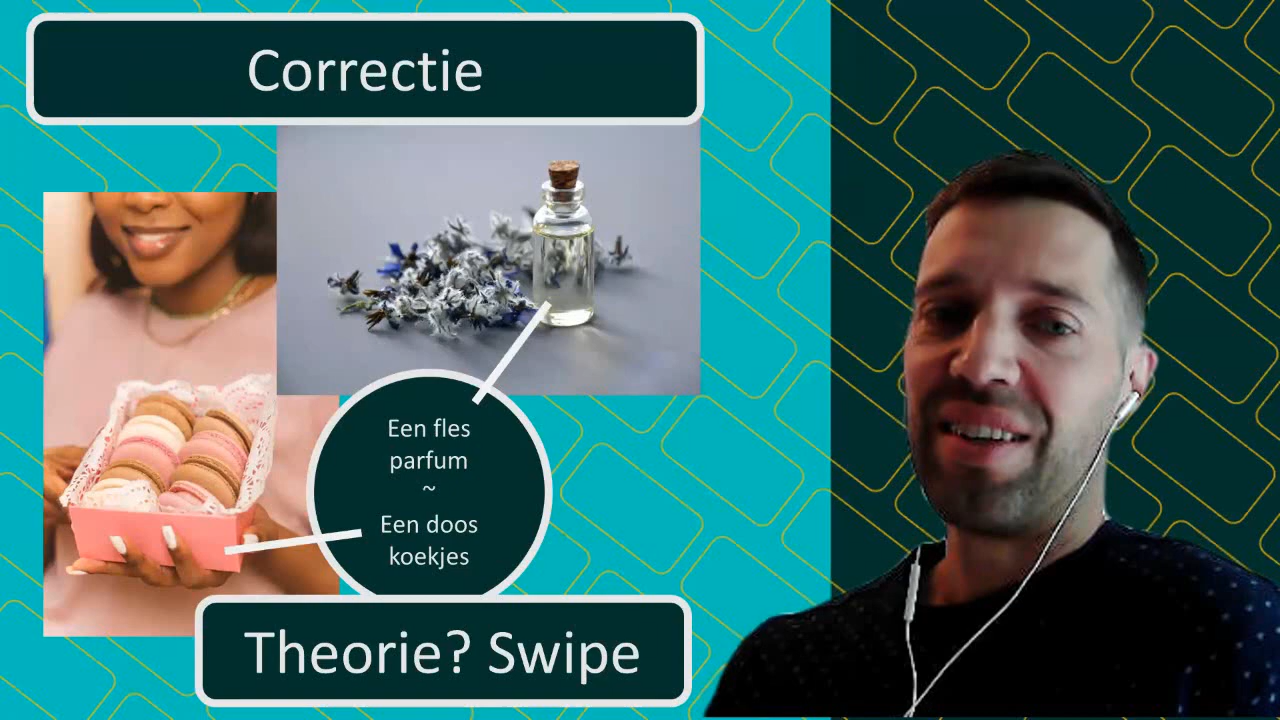 Correctie
Een fles
parfum
~
Een doos
koekjes
Theorie? Swipe